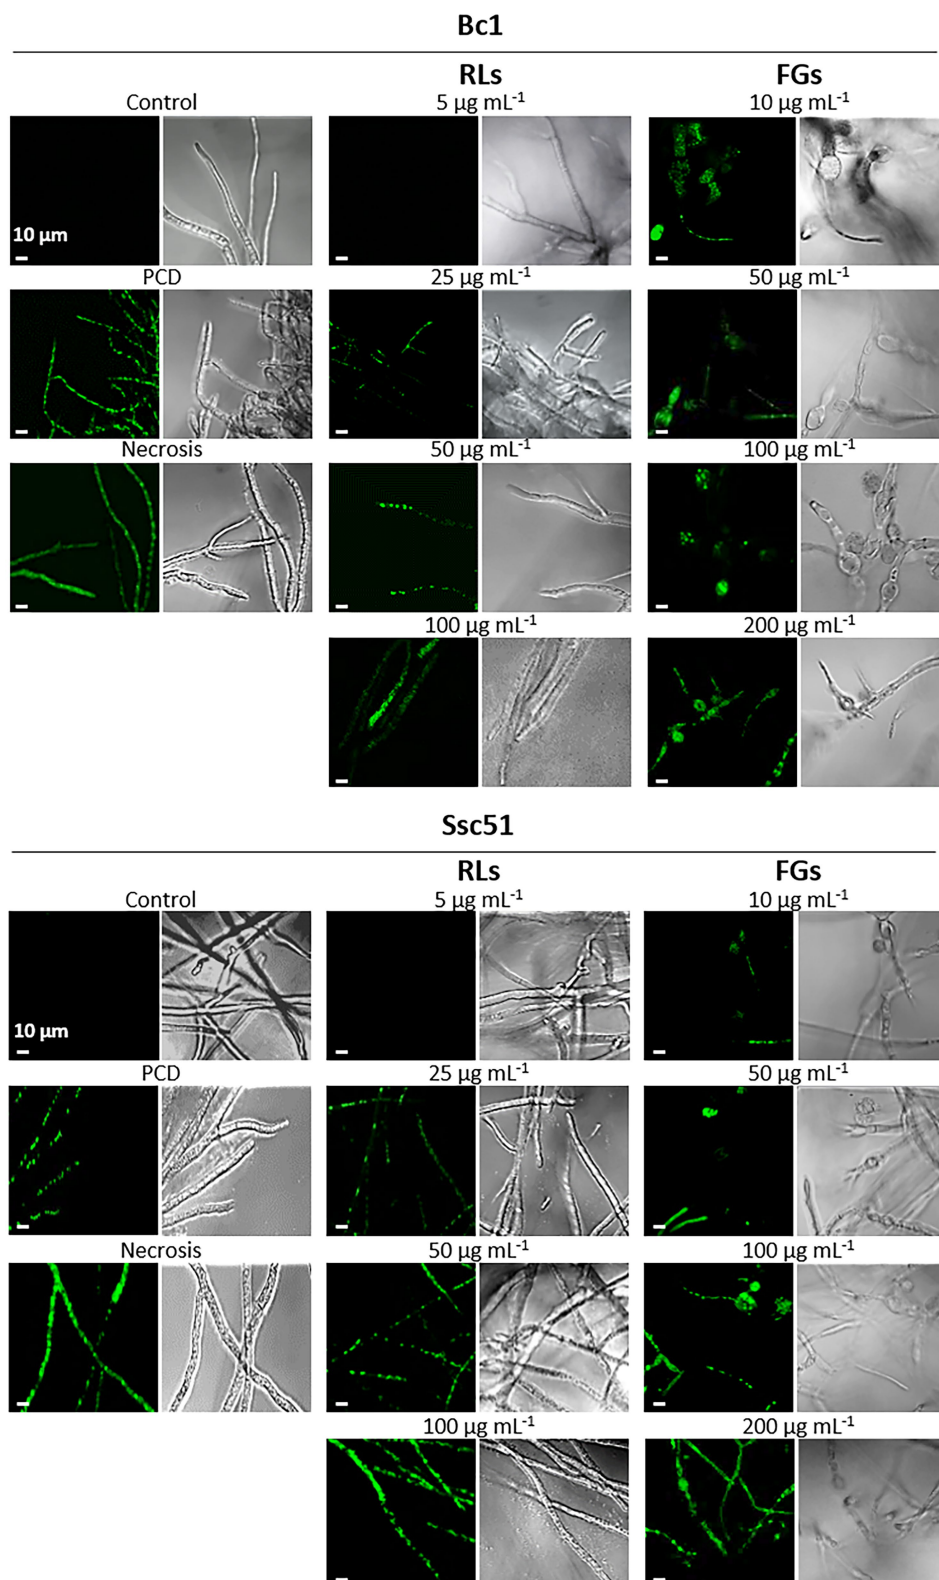 Bc1
RLs FGs
Control 5 µg mL⁻¹ 10 µg mL⁻¹
10 µm
PCD 25 µg mL⁻¹ 50 µg mL⁻¹
Necrosis 50 µg mL⁻¹ 100 µg mL⁻¹
100 µg mL⁻¹ 200 µg mL⁻¹
Ssc51
RLs FGs
Control 5 µg mL⁻¹ 10 µg mL⁻¹
10 µm
PCD 25 µg mL⁻¹ 50 µg mL⁻¹
Necrosis 50 µg mL⁻¹ 100 µg mL⁻¹
100 µg mL⁻¹ 200 µg mL⁻¹